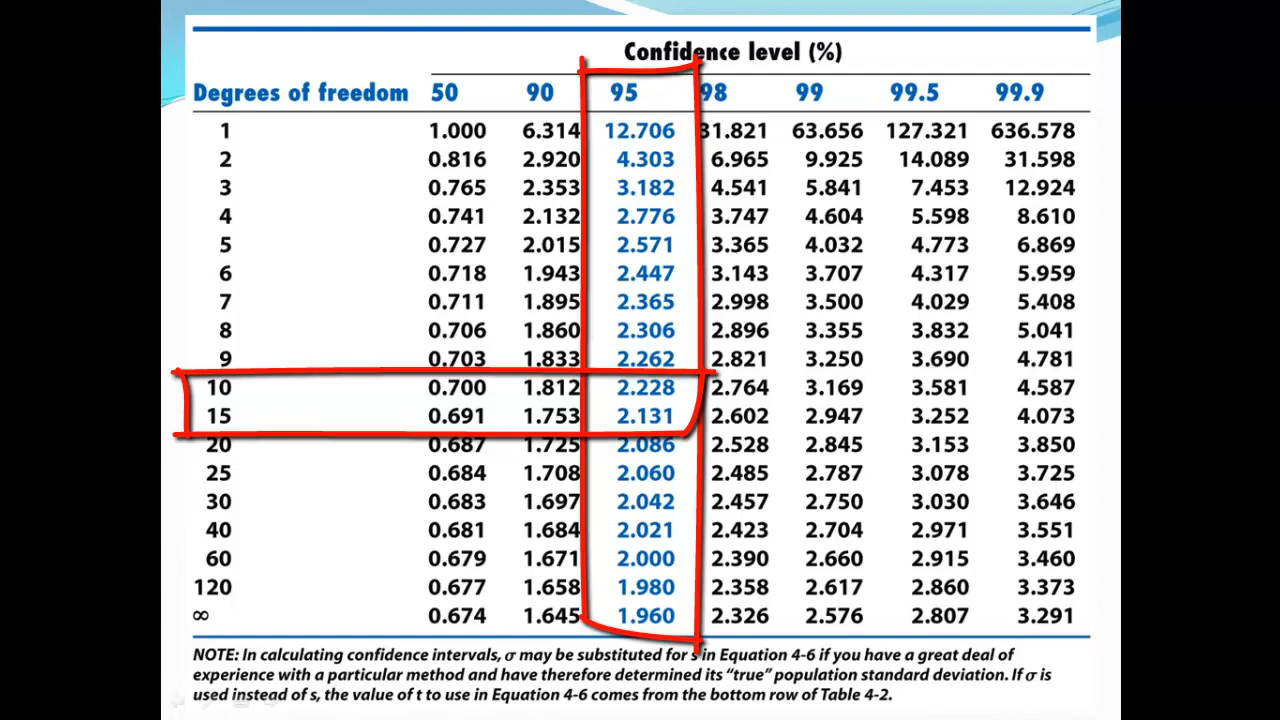 Confidence level (%)
Degrees of freedom 50 90 95 98 99 99.5 99.9
1 1.000 6.314 12.706 31.821 63.656 127.321 636.578
2 0.816 2.920 4.303 6.965 9.925 14.089 31.598
3 0.765 2.353 3.182 4.541 5.841 7.453 12.924
4 0.741 2.132 2.776 3.747 4.604 5.598 8.610
5 0.727 2.015 2.571 3.365 4.032 4.773 6.869
6 0.718 1.943 2.447 3.143 3.707 4.317 5.959
7 0.711 1.895 2.365 2.998 3.500 4.029 5.408
8 0.706 1.860 2.306 2.896 3.355 3.832 5.041
9 0.703 1.833 2.262 2.821 3.250 3.690 4.781
10 0.700 1.812 2.228 2.764 3.169 3.581 4.587
15 0.691 1.753 2.131 2.602 2.947 3.252 4.073
20 0.687 1.725 2.086 2.528 2.845 3.153 3.850
25 0.684 1.708 2.060 2.485 2.787 3.078 3.725
30 0.683 1.697 2.042 2.457 2.750 3.030 3.646
40 0.681 1.684 2.021 2.423 2.704 2.971 3.551
60 0.679 1.671 2.000 2.390 2.660 2.915 3.460
120 0.677 1.658 1.980 2.358 2.617 2.860 3.373
∞ 0.674 1.645 1.960 2.326 2.576 2.807 3.291
NOTE: In calculating confidence intervals, σ may be substituted for s in Equation 4-6 if you have a great deal of
experience with a particular method and have therefore determined its “true” population standard deviation. If σ is
used instead of s, the value of t to use in Equation 4-6 comes from the bottom row of Table 4-2.